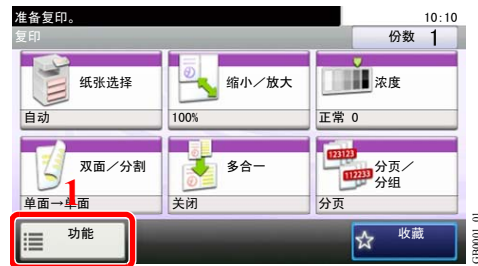 准备复印。 10:10
复印 份数 1
纸张选择 缩小／放大 浓度
自动 100% 正常 0
123123
112233
双面／分割 多合一 分页／
分组
单面→单面 关闭 分页
1
功能 收藏
GB0001_01